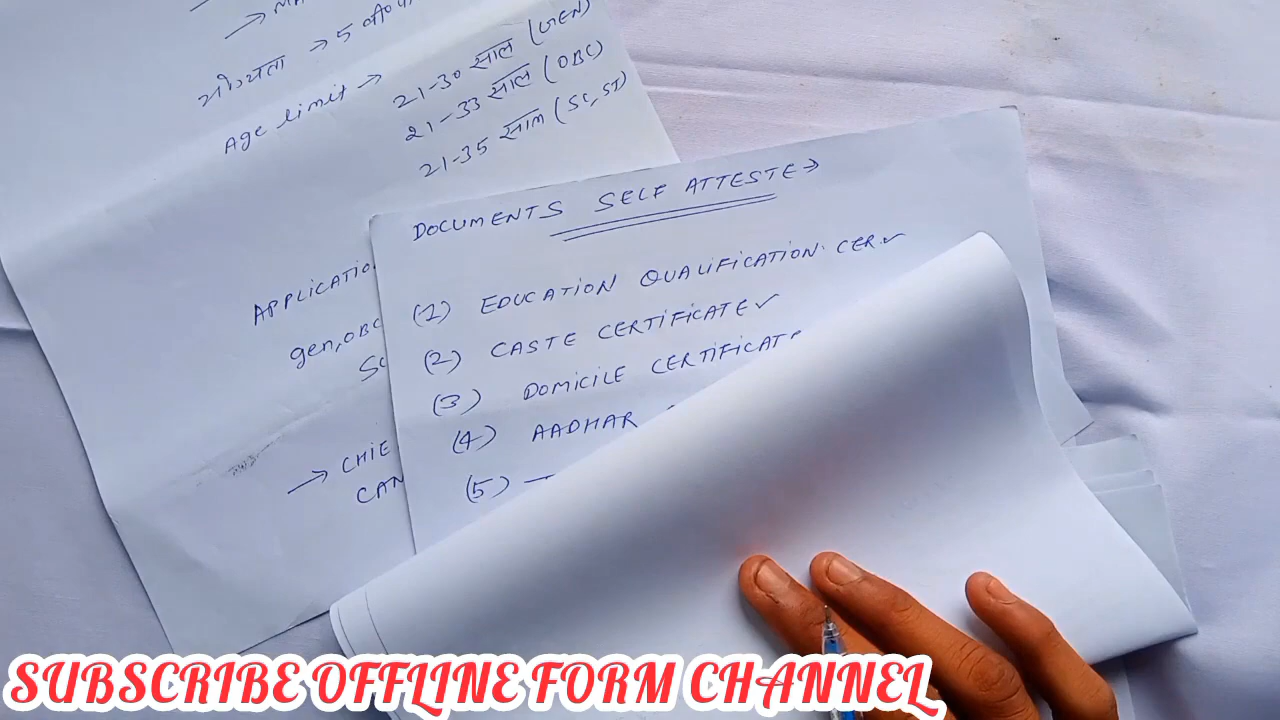 योग्यता → 5
Age limit → 21-30 साल (GEN)
21-33 साल (OBC)
21-35 साल (SC, ST)
APPLICATIO
gen, OBC
SC
→ CHIE
CAN
DOCUMENTS SELF ATTESTE→
(1) EDUCATION QUALIFICATION CER.✓
(2) CASTE CERTIFICATE✓
(3) DOMICILE CERTIFICAT
(4) AADHAR
(5)
SUBSCRIBE OFFLINE FORM CHANNEL